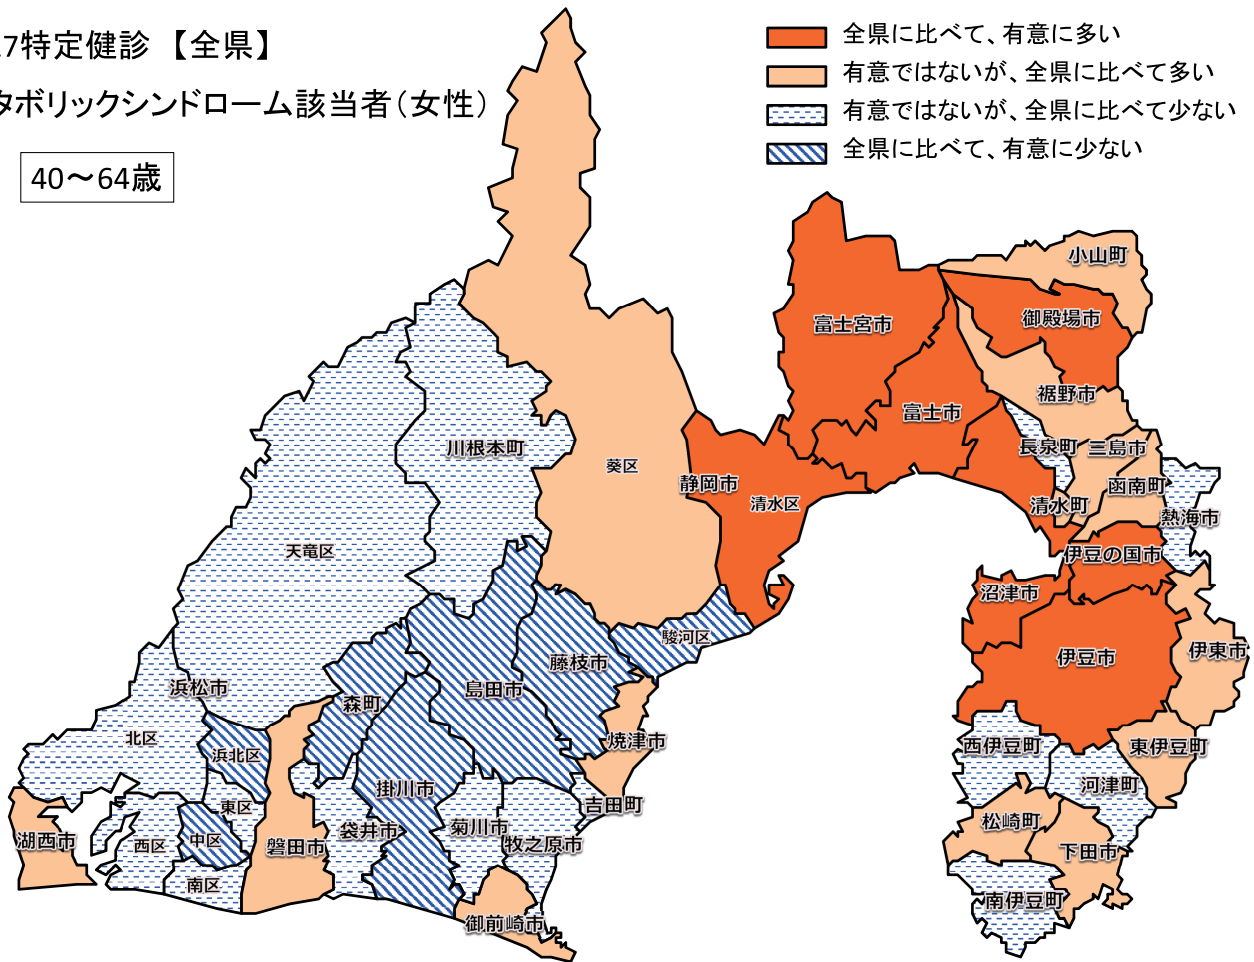 7特定健診 【全県】
タボリックシンドローム該当者(女性)
40～64歳
全県に比べて、有意に多い
有意ではないが、全県に比べて多い
有意ではないが、全県に比べて少ない
全県に比べて、有意に少ない
小山町
富士宮市
御殿場市
裾野市
富士市
長泉町
三島市
川根本町
葵区
静岡市
清水区
函南町
清水町
熱海市
天竜区
伊豆の国市
沼津市
駿河区
伊豆市
伊東市
藤枝市
浜松市
島田市
森町
北区
浜北区
焼津市
西伊豆町
東伊豆町
掛川市
河津町
東区
吉田町
湖西市
西区
中区
磐田市
袋井市
菊川市
牧之原市
松崎町
下田市
南区
南伊豆町
御前崎市